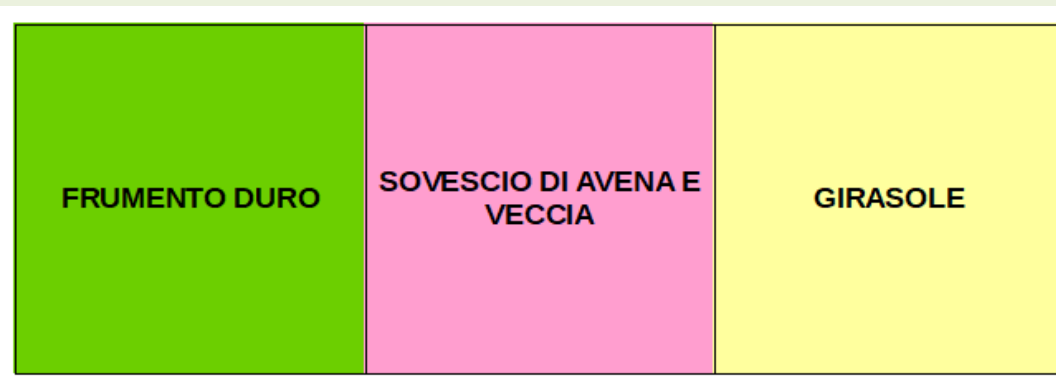 FRUMENTO DURO
SOVESCIO DI AVENA E
VECCIA
GIRASOLE